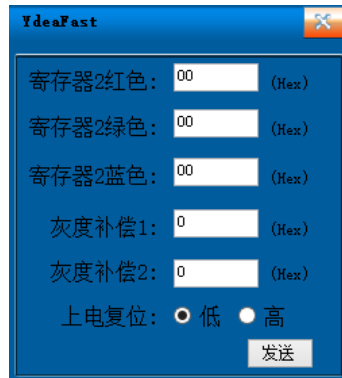 YdeaFast
寄存器2红色: 00 (Hex)
寄存器2绿色: 00 (Hex)
寄存器2蓝色: 00 (Hex)
灰度补偿1: 0 (Hex)
灰度补偿2: 0 (Hex)
上电复位: 低 高
发送